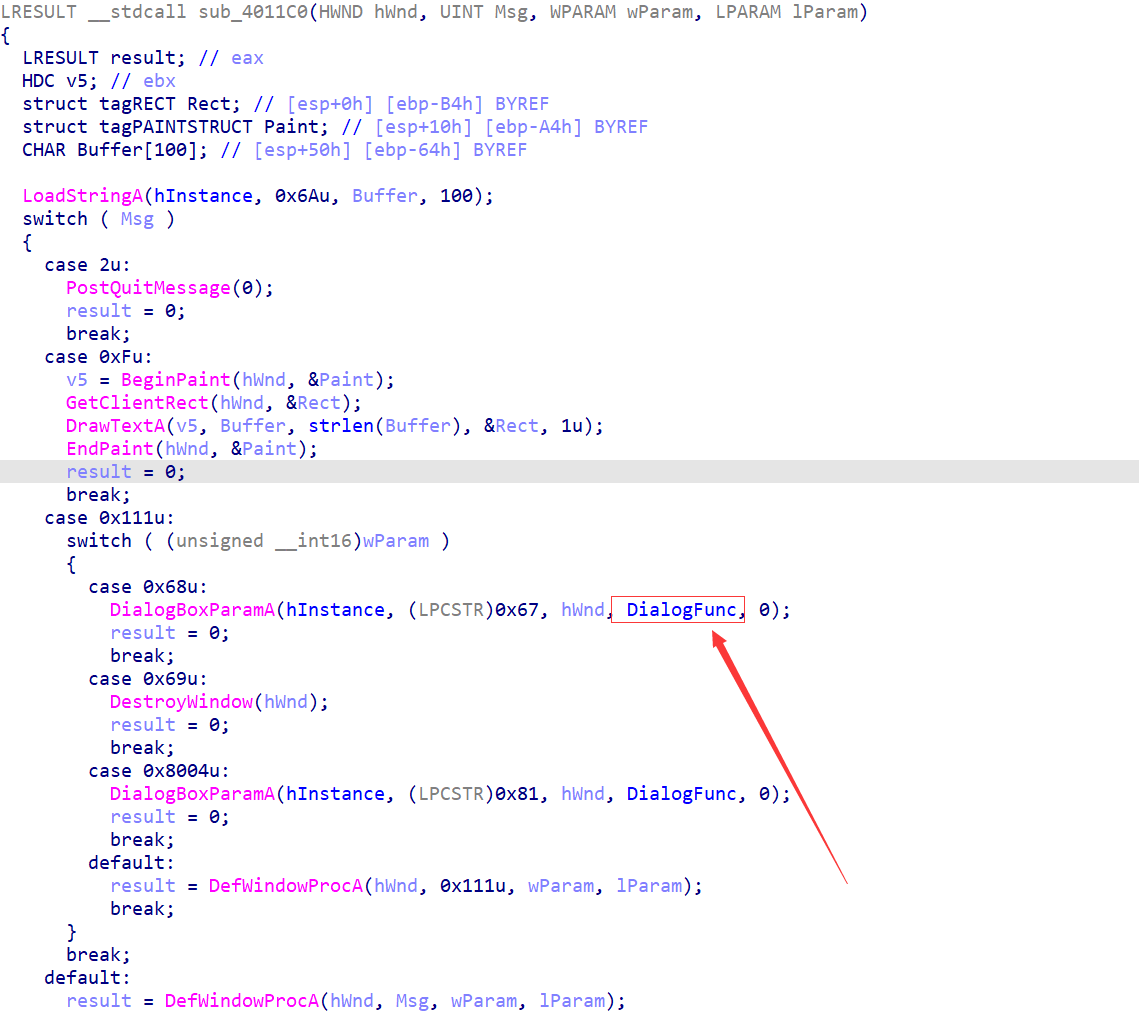 LRESULT __stdcall sub_4011C0(HWND hWnd, UINT Msg, WPARAM wParam, LPARAM lParam)
{
  LRESULT result; // eax
  HDC v5; // ebx
  struct tagRECT Rect; // [esp+0h] [ebp-B4h] BYREF
  struct tagPAINTSTRUCT Paint; // [esp+10h] [ebp-A4h] BYREF
  CHAR Buffer[100]; // [esp+50h] [ebp-64h] BYREF

  LoadStringA(hInstance, 0x6Au, Buffer, 100);
  switch ( Msg )
  {
    case 2u:
      PostQuitMessage(0);
      result = 0;
      break;
    case 0xFu:
      v5 = BeginPaint(hWnd, &Paint);
      GetClientRect(hWnd, &Rect);
      DrawTextA(v5, Buffer, strlen(Buffer), &Rect, 1u);
      EndPaint(hWnd, &Paint);
      result = 0;
      break;
    case 0x111u:
      switch ( (unsigned __int16)wParam )
      {
        case 0x68u:
          DialogBoxParamA(hInstance, (LPCSTR)0x67, hWnd, DialogFunc, 0);
          result = 0;
          break;
        case 0x69u:
          DestroyWindow(hWnd);
          result = 0;
          break;
        case 0x8004u:
          DialogBoxParamA(hInstance, (LPCSTR)0x81, hWnd, DialogFunc, 0);
          result = 0;
          break;
        default:
          result = DefWindowProcA(hWnd, 0x111u, wParam, lParam);
          break;
      }
      break;
    default:
      result = DefWindowProcA(hWnd, Msg, wParam, lParam);